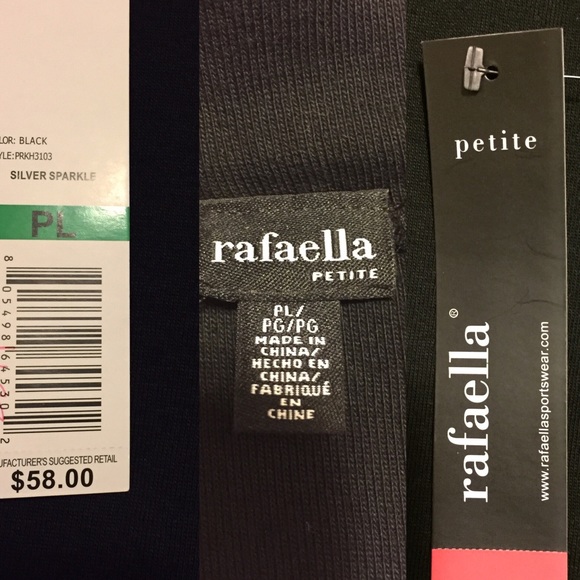 LOR: BLACK
YLE:PRKH3103
SILVER SPARKLE
PL
8 05498 64530 2
UFACTURER'S SUGGESTED RETAIL
$58.00
rafaella
PETITE
PL/
PG/PG
MADE IN
CHINA/
HECHO EN
CHINA/
FABRIQUÉ
EN
CHINE
petite
rafaella®
www.rafaellasportswear.com